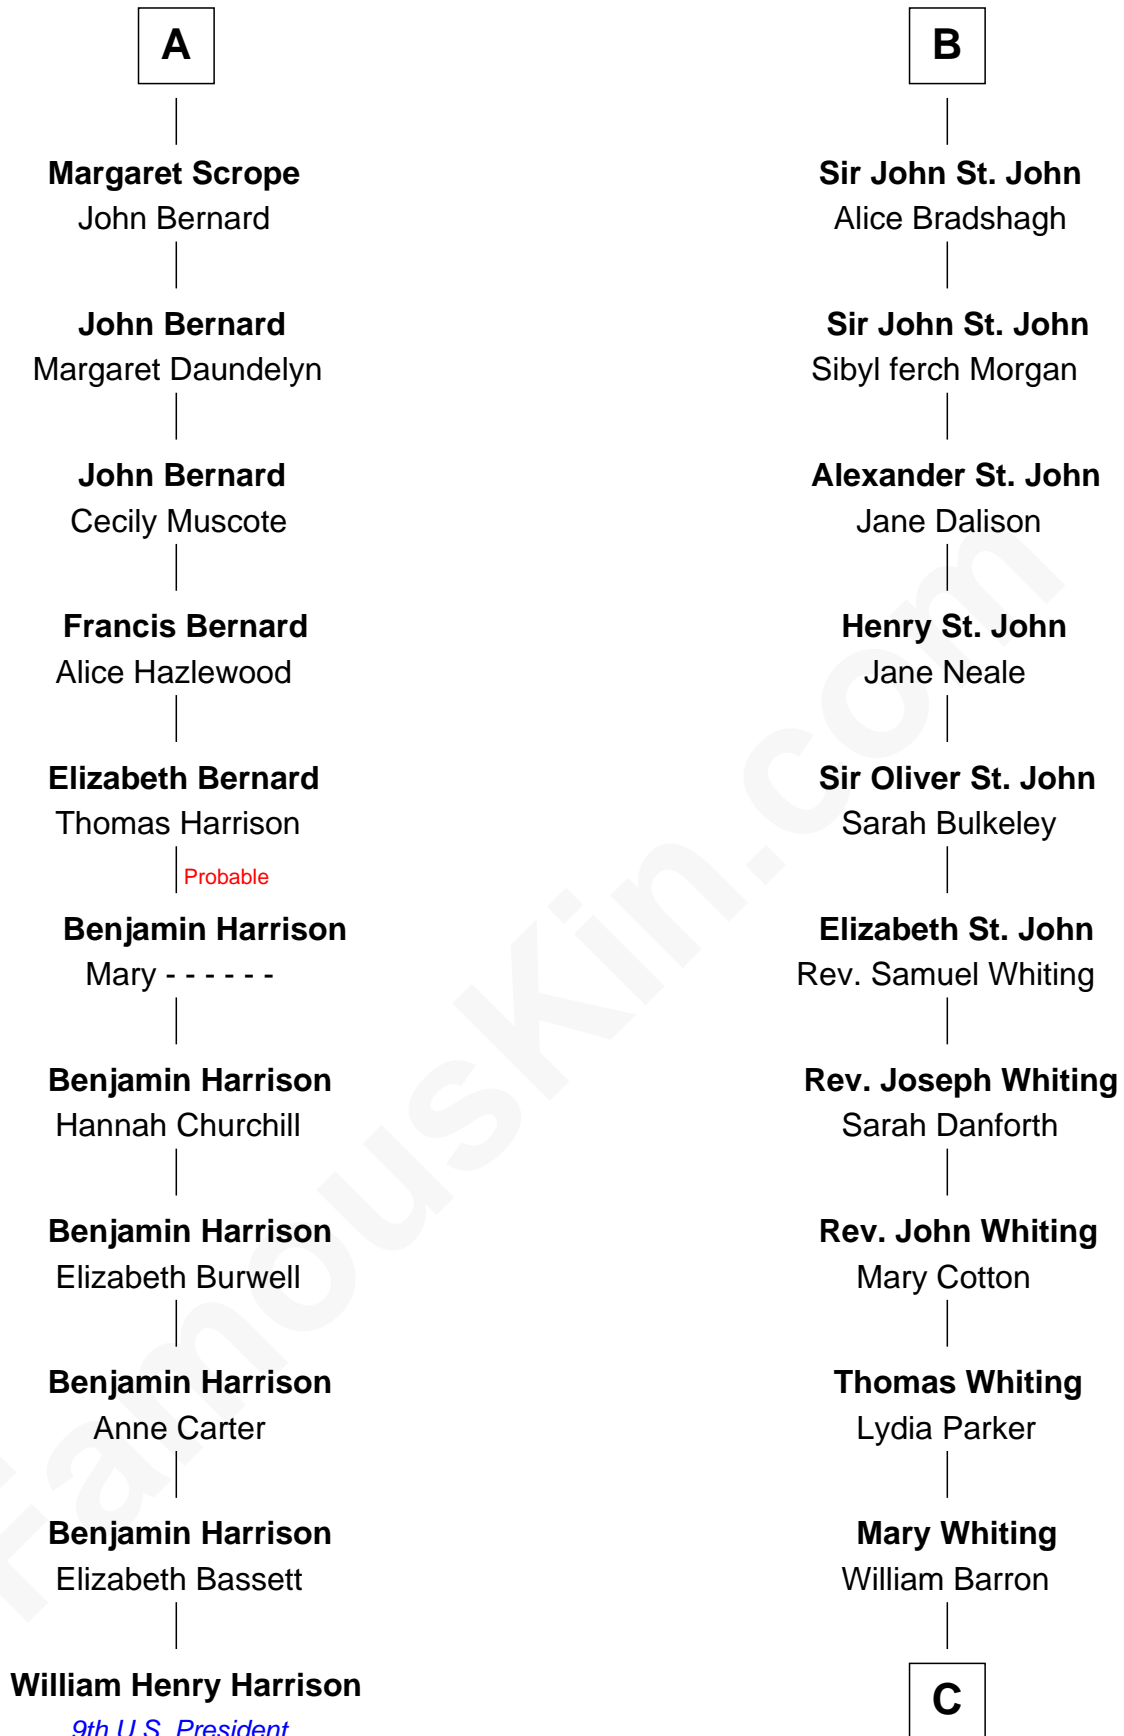 A
Margaret Scrope
John Bernard
John Bernard
Margaret Daundelyn
John Bernard
Cecily Muscote
Francis Bernard
Alice Hazlewood
Elizabeth Bernard
Thomas Harrison
Probable
Benjamin Harrison
Mary - - - - - -
Benjamin Harrison
Hannah Churchill
Benjamin Harrison
Elizabeth Burwell
Benjamin Harrison
Anne Carter
Benjamin Harrison
Elizabeth Bassett
William Henry Harrison
9th U.S. President
B
Sir John St. John
Alice Bradshagh
Sir John St. John
Sibyl ferch Morgan
Alexander St. John
Jane Dalison
Henry St. John
Jane Neale
Sir Oliver St. John
Sarah Bulkeley
Elizabeth St. John
Rev. Samuel Whiting
Rev. Joseph Whiting
Sarah Danforth
Rev. John Whiting
Mary Cotton
Thomas Whiting
Lydia Parker
Mary Whiting
William Barron
C
FamousKin.com